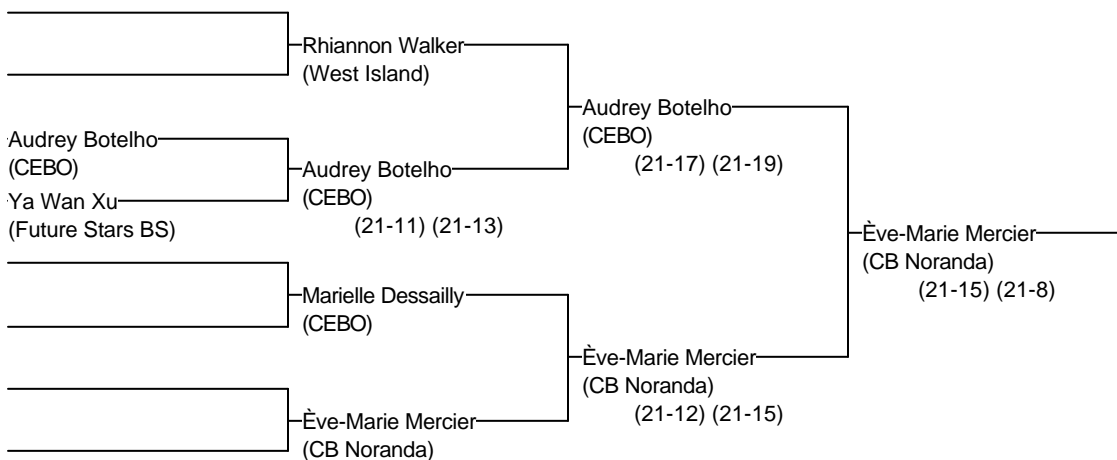 Rhiannon Walker
(West Island)
Audrey Botelho
(CEBO)
(21-17) (21-19)
Audrey Botelho
(CEBO)
Audrey Botelho
(CEBO)
(21-11) (21-13)
Ya Wan Xu
(Future Stars BS)
Ève-Marie Mercier
(CB Noranda)
(21-15) (21-8)
Marielle Dessailly
(CEBO)
Ève-Marie Mercier
(CB Noranda)
(21-12) (21-15)
Ève-Marie Mercier
(CB Noranda)